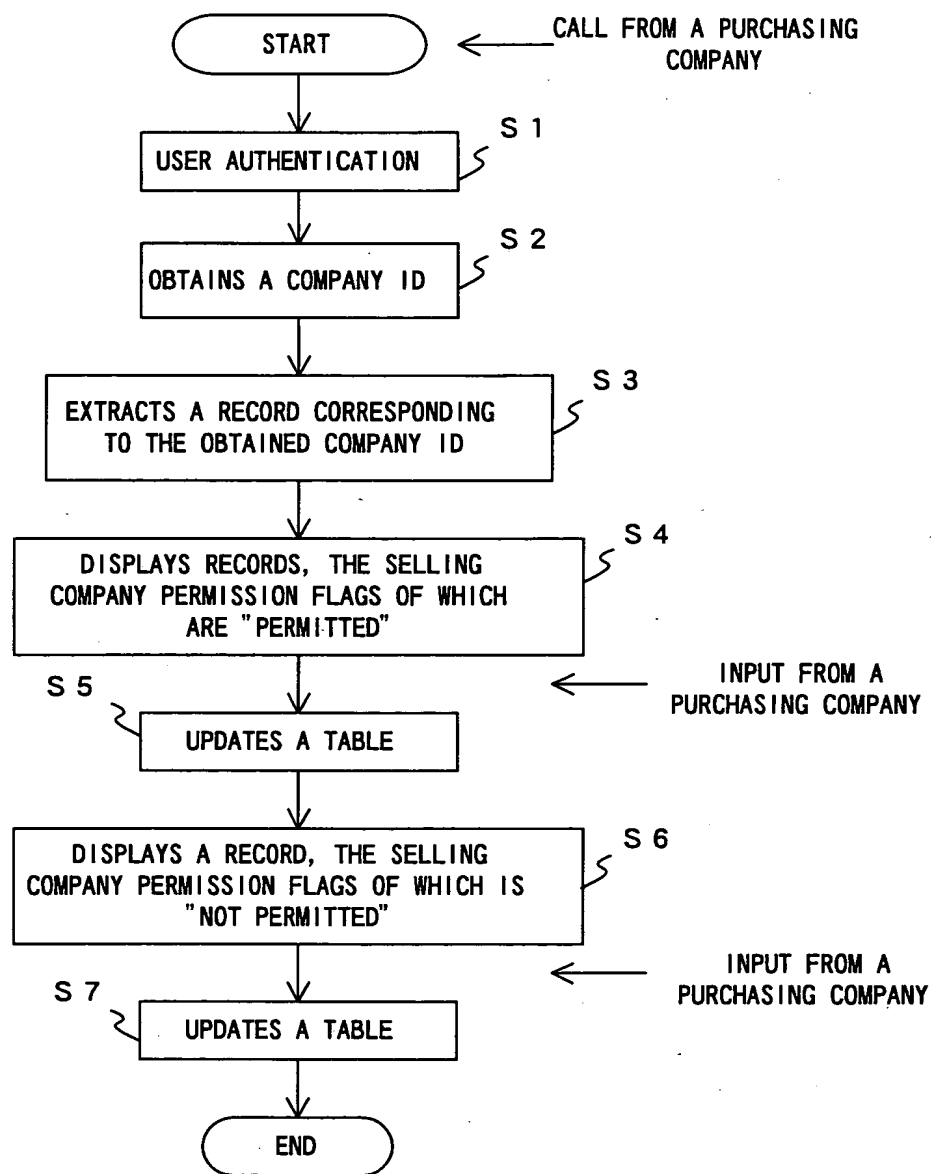 START
CALL FROM A PURCHASING
COMPANY
S 1
USER AUTHENTICATION
S 2
OBTAINS A COMPANY ID
S 3
EXTRACTS A RECORD CORRESPONDING
TO THE OBTAINED COMPANY ID
S 4
DISPLAYS RECORDS, THE SELLING
COMPANY PERMISSION FLAGS OF WHICH
ARE "PERMITTED"
INPUT FROM A
PURCHASING COMPANY
S 5
UPDATES A TABLE
S 6
DISPLAYS A RECORD, THE SELLING
COMPANY PERMISSION FLAGS OF WHICH IS
"NOT PERMITTED"
INPUT FROM A
PURCHASING COMPANY
S 7
UPDATES A TABLE
END